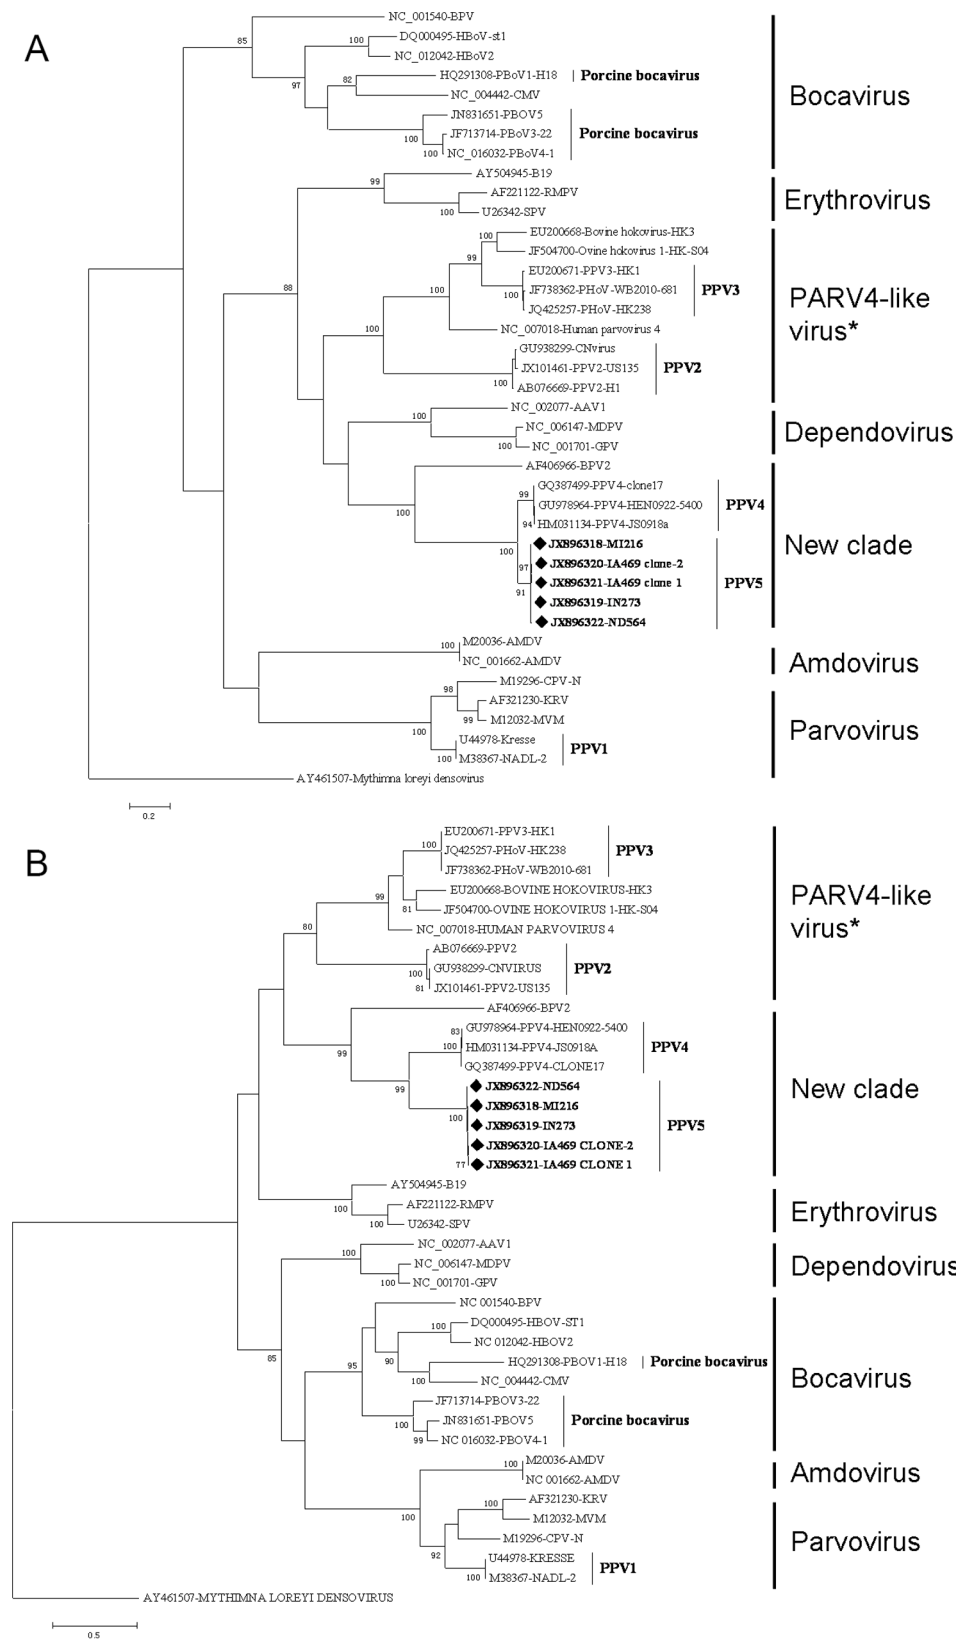 A
NC_001540-BPV
85
DQ000495-HBoV-st1
100
NC_012042-HBoV2
97
HQ291308-PBoV1-H18
Porcine bocavirus
82
NC_004442-CMV
Bocavirus
JN831651-PBOV5
JF713714-PBoV3-22
Porcine bocavirus
100
NC_016032-PBoV4-1
100
AY504945-B19
99
AF221122-RMPV
Erythrovirus
U26342-SPV
100
EU200668-Bovine hokovirus-HK3
100
JF504700-Ovine hokovirus 1-HK-S04
99
EU200671-PPV3-HK1
88
100
JF738362-PHoV-WB2010-681
PPV3
PARV4-like
virus*
100
JQ425257-PHoV-HK238
NC_007018-Human parvovirus 4
100
GU938299-CNvirus
JX101461-PPV2-US135
PPV2
100
AB076669-PPV2-H1
NC_002077-AAV1
100
NC_006147-MDPV
Dependovirus
100
NC_001701-GPV
AF406966-BPV2
GQ387499-PPV4-clone17
99
100
GU978964-PPV4-HEN0922-5400
PPV4
94
HM031134-PPV4-JS0918a
New clade
100
JX896318-MI216
97
JX896320-IA469 clone-2
91
JX896321-IA469 clone 1
PPV5
JX896319-IN273
JX896322-ND564
M20036-AMDV
100
NC_001662-AMDV
Amdovirus
M19296-CPV-N
98
AF321230-KRV
99
M12032-MVM
Parvovirus
100
U44978-Kresse
PPV1
100
M38367-NADL-2
AY461507-Mythimna loreyi densovirus
0.2
B
EU200671-PPV3-HK1
100
JQ425257-PHoV-HK238
PPV3
JF738362-PHoV-WB2010-681
99
EU200668-BOVINE HOKOVIRUS-HK3
PARV4-like
virus*
81
JF504700-OVINE HOKOVIRUS 1-HK-S04
80
NC_007018-HUMAN PARVOVIRUS 4
AB076669-PPV2
100
GU938299-CNVIRUS
PPV2
81
JX101461-PPV2-US135
AF406966-BPV2
83
GU978964-PPV4-HEN0922-5400
99
100
HM031134-PPV4-JS0918A
PPV4
GQ387499-PPV4-CLONE17
99
JX896322-ND564
New clade
JX896318-MI216
100
JX896319-IN273
PPV5
JX896320-IA469 CLONE-2
77
JX896321-IA469 CLONE 1
AY504945-B19
100
AF221122-RMPV
Erythrovirus
100
U26342-SPV
NC_002077-AAV1
100
NC_006147-MDPV
Dependovirus
100
NC_001701-GPV
NC 001540-BPV
DQ000495-HBOV-ST1
100
NC 012042-HBOV2
85
95
90
HQ291308-PBOV1-H18
Porcine bocavirus
100
NC_004442-CMV
Bocavirus
JF713714-PBOV3-22
100
JN831651-PBOV5
Porcine bocavirus
99
NC 016032-PBOV4-1
M20036-AMDV
100
NC 001662-AMDV
Amdovirus
AF321230-KRV
100
100
M12032-MVM
M19296-CPV-N
Parvovirus
92
U44978-KRESSE
PPV1
100
M38367-NADL-2
AY461507-MYTHIMNA LOREYI DENSOVIRUS
0.5